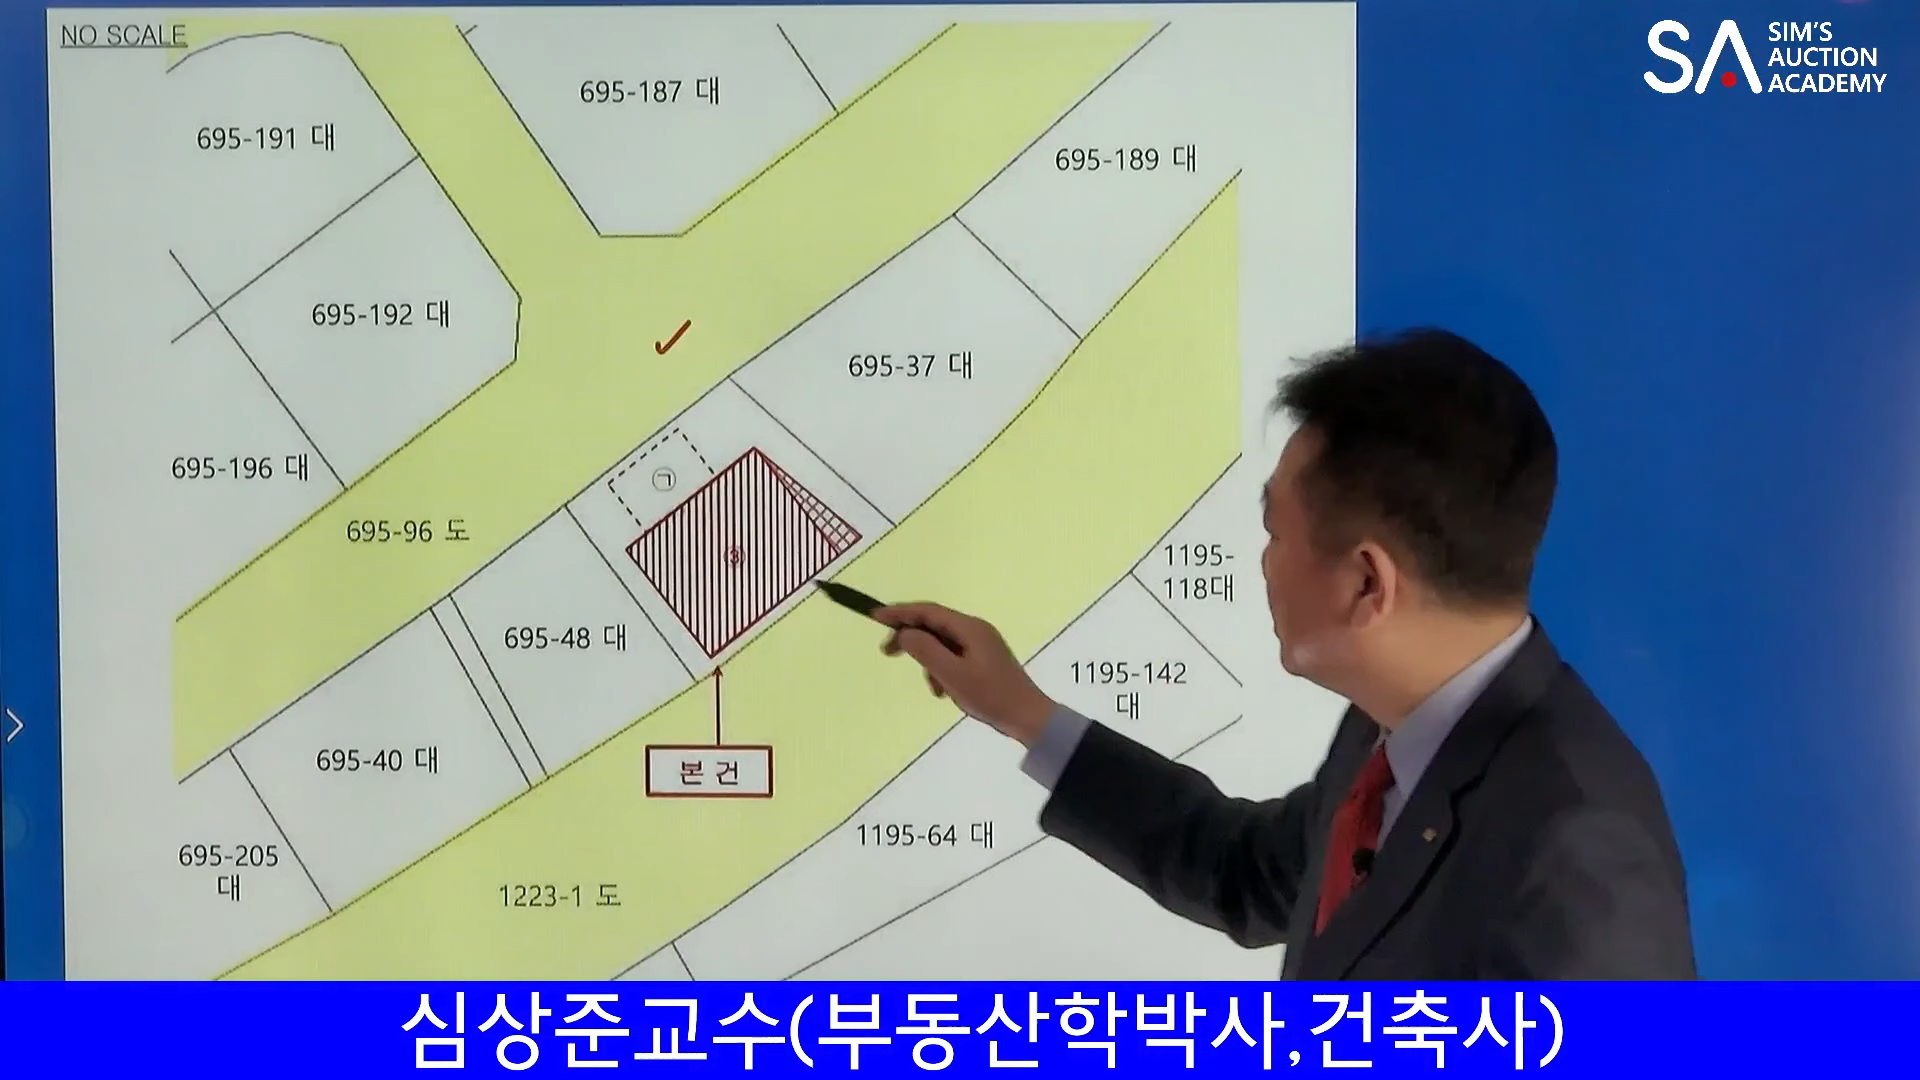 NO SCALE
SA
SIM'S
AUCTION
ACADEMY
695-187 대
695-191 대
695-189 대
695-192 대
695-37 대
695-196 대
㉠
695-96 도
③
1195-
118대
695-48 대
1195-142
대
695-40 대
본 건
1195-64 대
695-205
대
1223-1 도
심상준교수(부동산학박사,건축사)